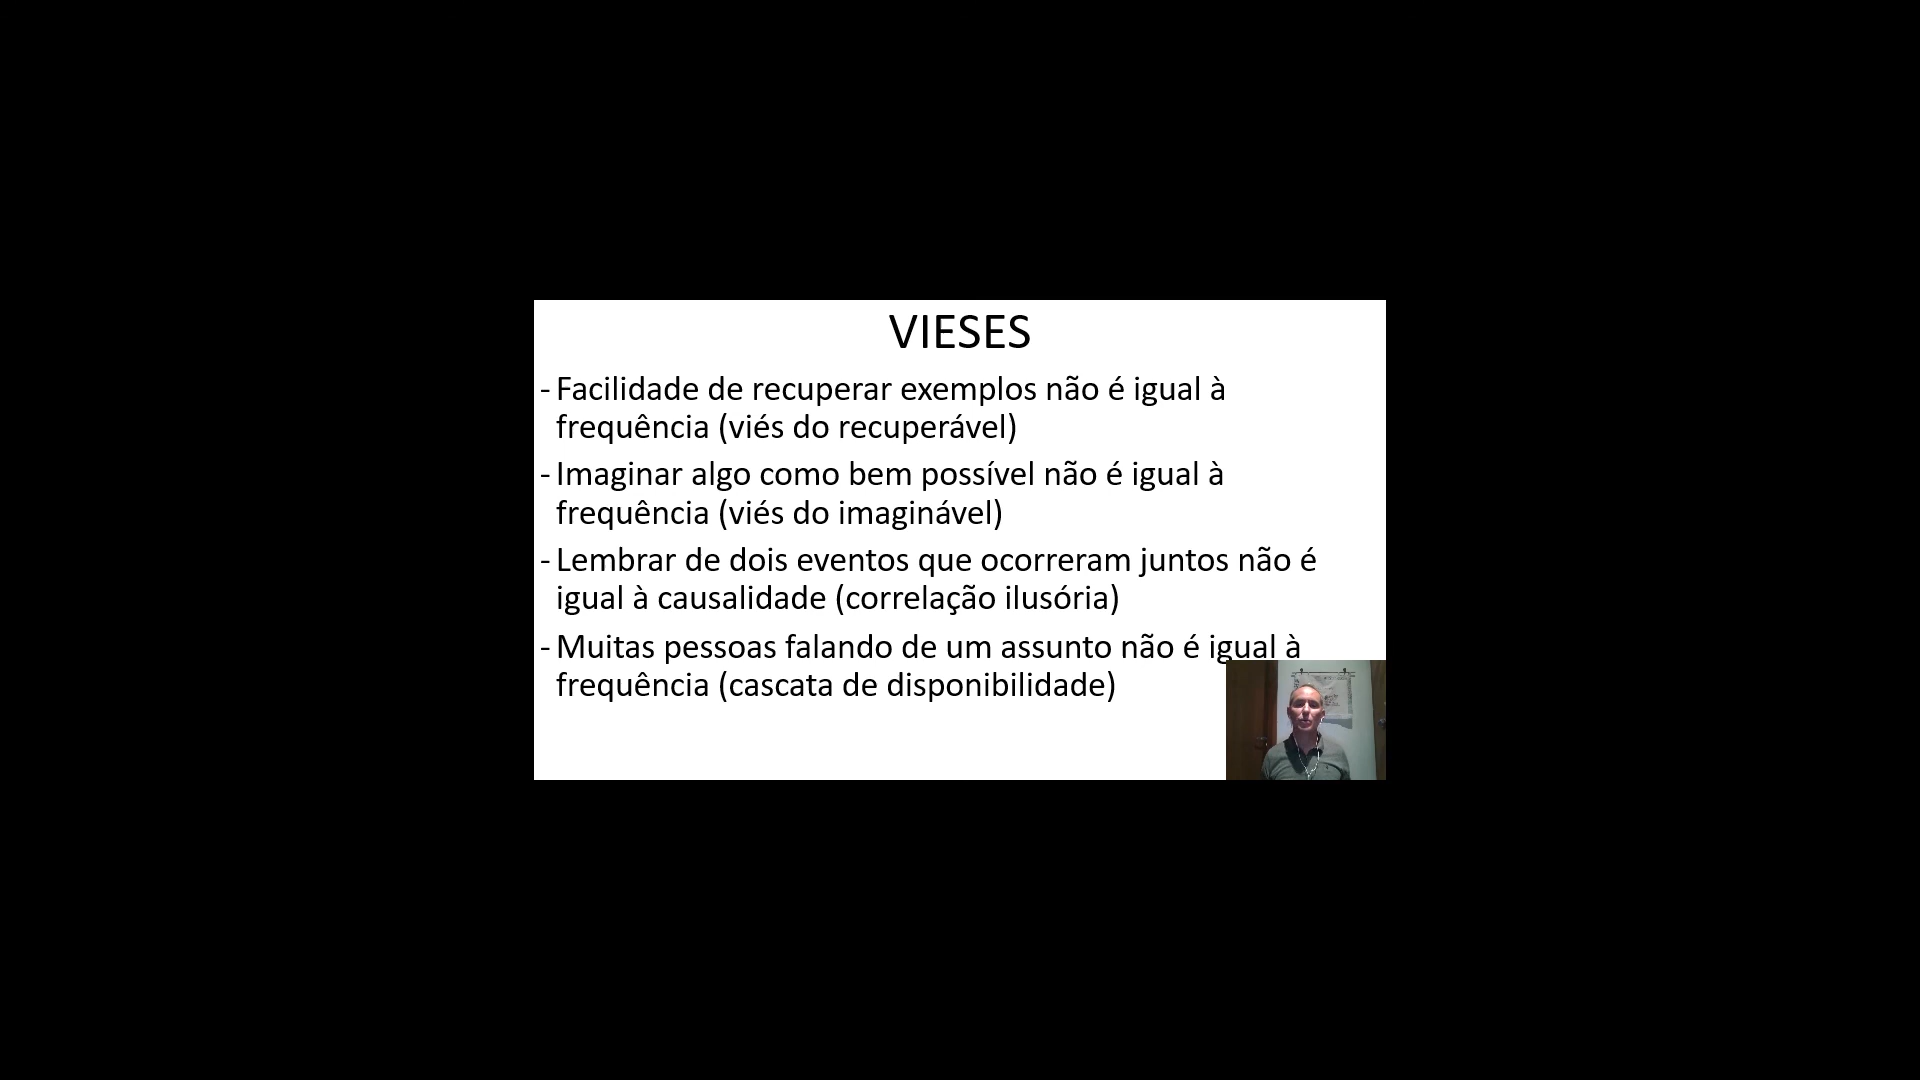 VIESES
- Facilidade de recuperar exemplos não é igual à
frequência (viés do recuperável)
- Imaginar algo como bem possível não é igual à
frequência (viés do imaginável)
- Lembrar de dois eventos que ocorreram juntos não é
igual à causalidade (correlação ilusória)
- Muitas pessoas falando de um assunto não é igual à
frequência (cascata de disponibilidade)